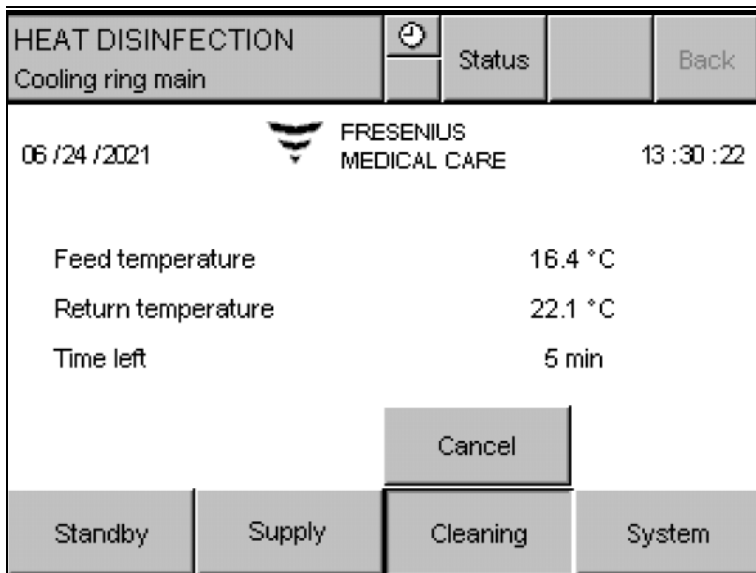 HEAT DISINFECTION
Cooling ring main
Status
Back
06 /24 /2021
FRESENIUS
MEDICAL CARE
13 :30 :22
Feed temperature 16.4 °C
Return temperature 22.1 °C
Time left 5 min
Cancel
Standby Supply Cleaning System